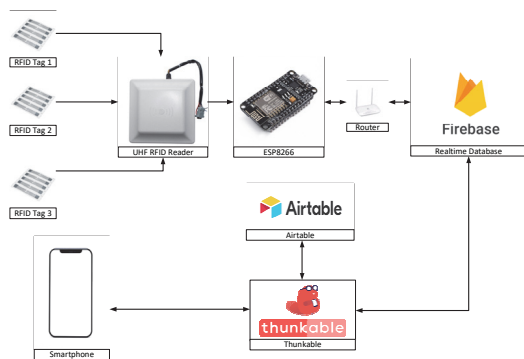 RFID Tag 1
RFID Tag 2
RFID Tag 3
UHF RFID Reader
ESP8266
Router
Firebase
Realtime Database
Airtable
Airtable
thunkable
Thunkable
Smartphone